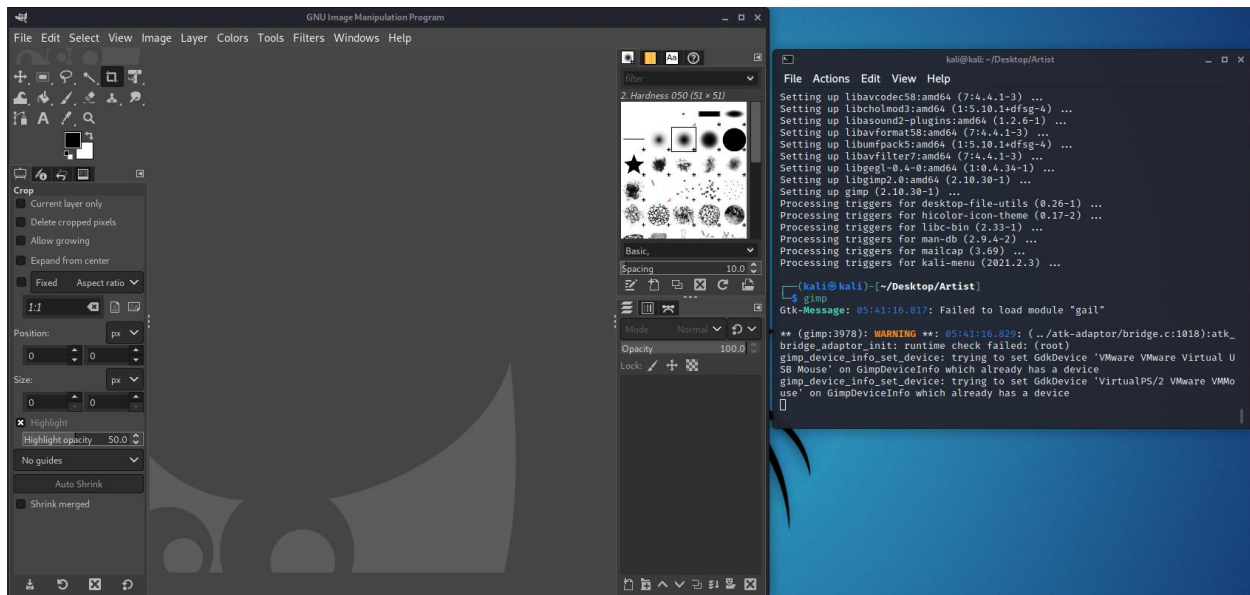 GNU Image Manipulation Program
File Edit Select View Image Layer Colors Tools Filters Windows Help
Crop
Current layer only
Delete cropped pixels
Allow growing
Expand from center
Fixed Aspect ratio
1:1
Position: px
0 0
Size: px
0 0
Highlight
Highlight opacity 50.0
No guides
Auto Shrink
Shrink merged
Aa
filter
2. Hardness 050 (51 × 51)
Basic,
Spacing 10.0
Mode Normal
Opacity 100.0
Lock:
kali@kali: ~/Desktop/Artist
File Actions Edit View Help
Setting up libavcodec58:amd64 (7:4.4.1-3) ...
Setting up libcholmod3:amd64 (1:5.10.1+dfsg-4) ...
Setting up libasound2-plugins:amd64 (1.2.6-1) ...
Setting up libavformat58:amd64 (7:4.4.1-3) ...
Setting up libumfpack5:amd64 (1:5.10.1+dfsg-4) ...
Setting up libavfilter7:amd64 (7:4.4.1-3) ...
Setting up libgegl-0.4-0:amd64 (1:0.4.34-1) ...
Setting up libgimp2.0:amd64 (2.10.30-1) ...
Setting up gimp (2.10.30-1) ...
Processing triggers for desktop-file-utils (0.26-1) ...
Processing triggers for hicolor-icon-theme (0.17-2) ...
Processing triggers for libc-bin (2.33-1) ...
Processing triggers for man-db (2.9.4-2) ...
Processing triggers for mailcap (3.69) ...
Processing triggers for kali-menu (2021.2.3) ...
┌──(kali㉿kali)-[~/Desktop/Artist]
└─$ gimp
Gtk-Message: 05:41:16.817: Failed to load module "gail"
** (gimp:3978): WARNING **: 05:41:16.829: (../atk-adaptor/bridge.c:1018):atk_
bridge_adaptor_init: runtime check failed: (root)
gimp_device_info_set_device: trying to set GdkDevice 'VMware VMware Virtual U
SB Mouse' on GimpDeviceInfo which already has a device
gimp_device_info_set_device: trying to set GdkDevice 'VirtualPS/2 VMware VMMo
use' on GimpDeviceInfo which already has a device